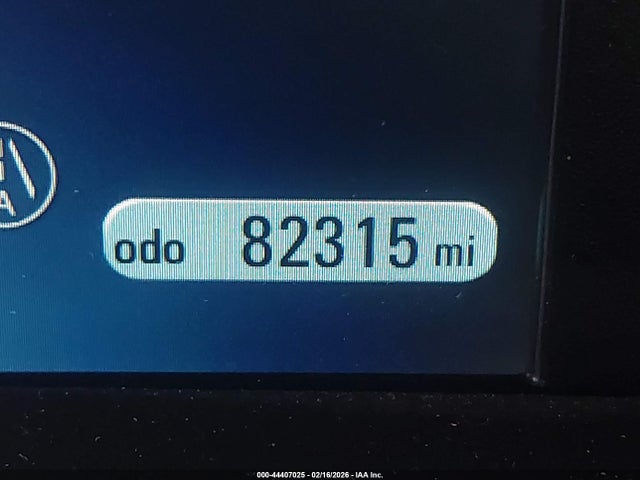 A
odo 82315 mi
000-44407025 - 02/16/2026 - IAA Inc.